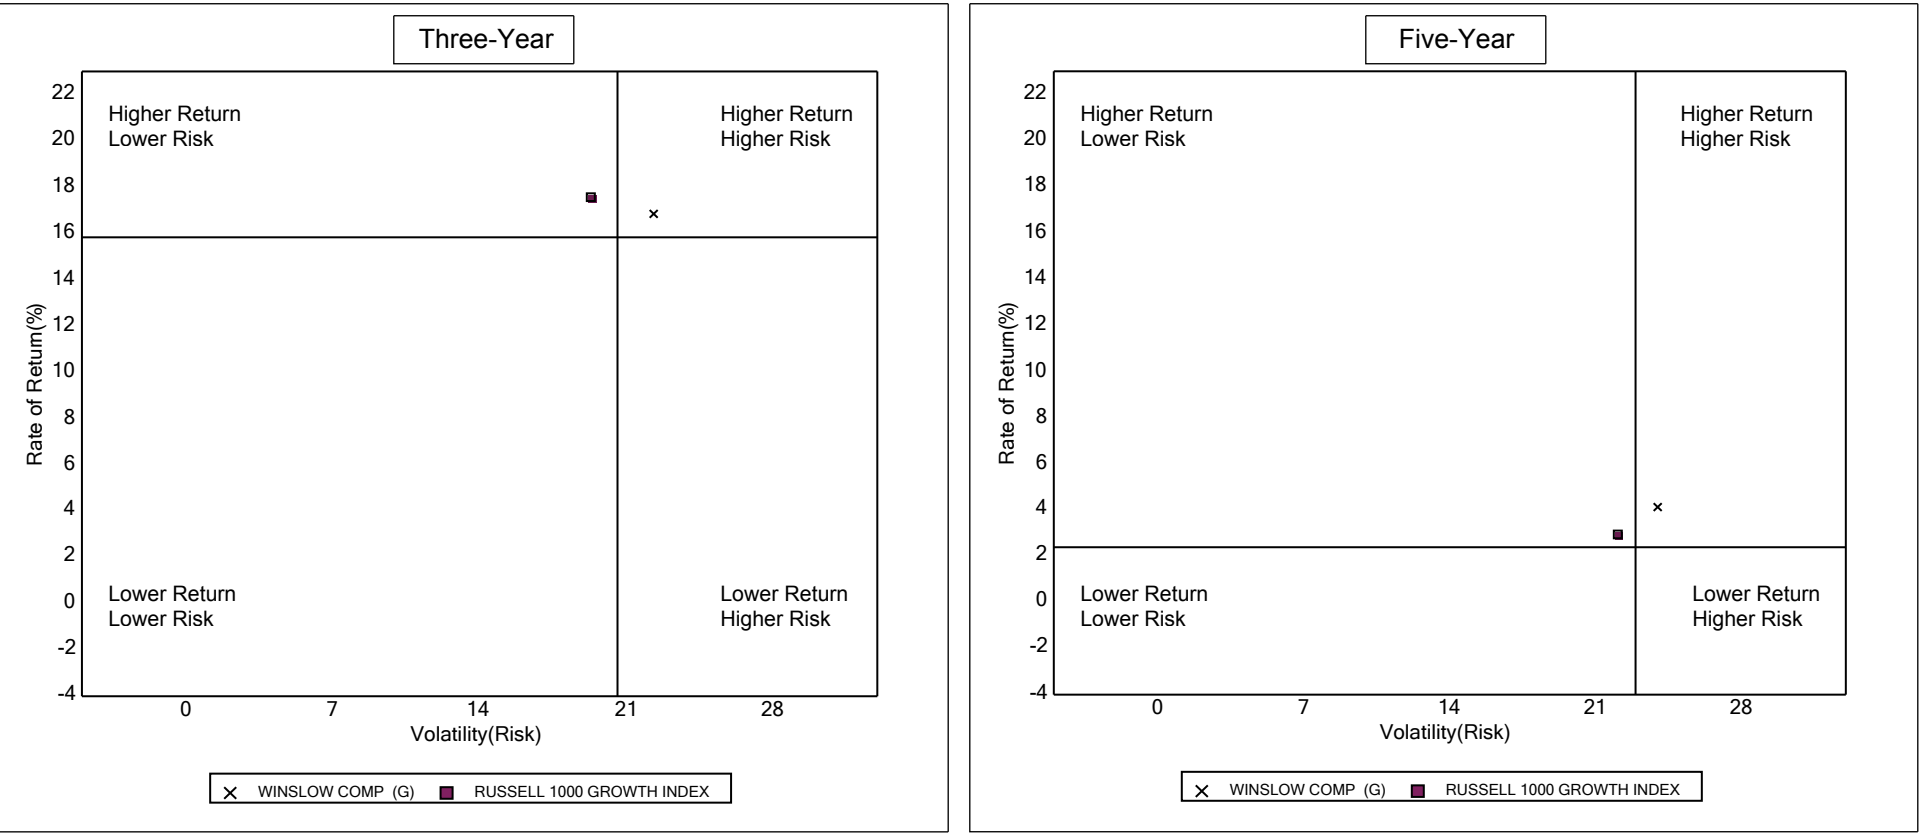 Three-Year
22
20
18
16
14
12
10
8
6
4
2
0
-2
-4
Rate of Return(%)
Higher Return
Lower Risk
Higher Return
Higher Risk
Lower Return
Lower Risk
Lower Return
Higher Risk
0 7 14 21 28
Volatility(Risk)
WINSLOW COMP (G) RUSSELL 1000 GROWTH INDEX
Five-Year
22
20
18
16
14
12
10
8
6
4
2
0
-2
-4
Rate of Return(%)
Higher Return
Lower Risk
Higher Return
Higher Risk
Lower Return
Lower Risk
Lower Return
Higher Risk
0 7 14 21 28
Volatility(Risk)
WINSLOW COMP (G) RUSSELL 1000 GROWTH INDEX